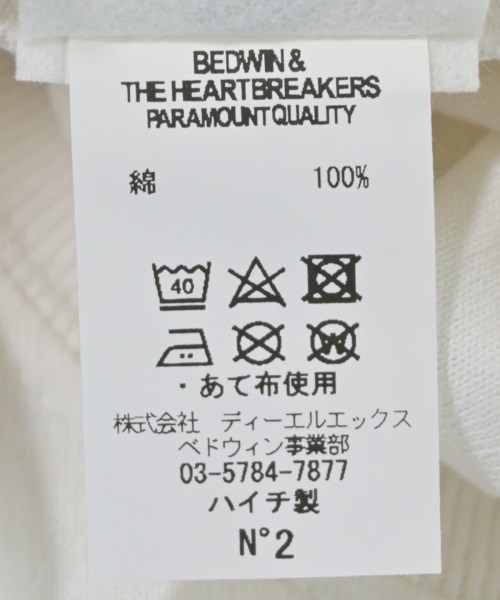 BEDWIN &
THE HEARTBREAKERS
PARAMOUNT QUALITY
綿 100%
40
W
・あて布使用
株式会社 ディーエルエックス
ベドウィン事業部
03-5784-7877
ハイチ製
N°2